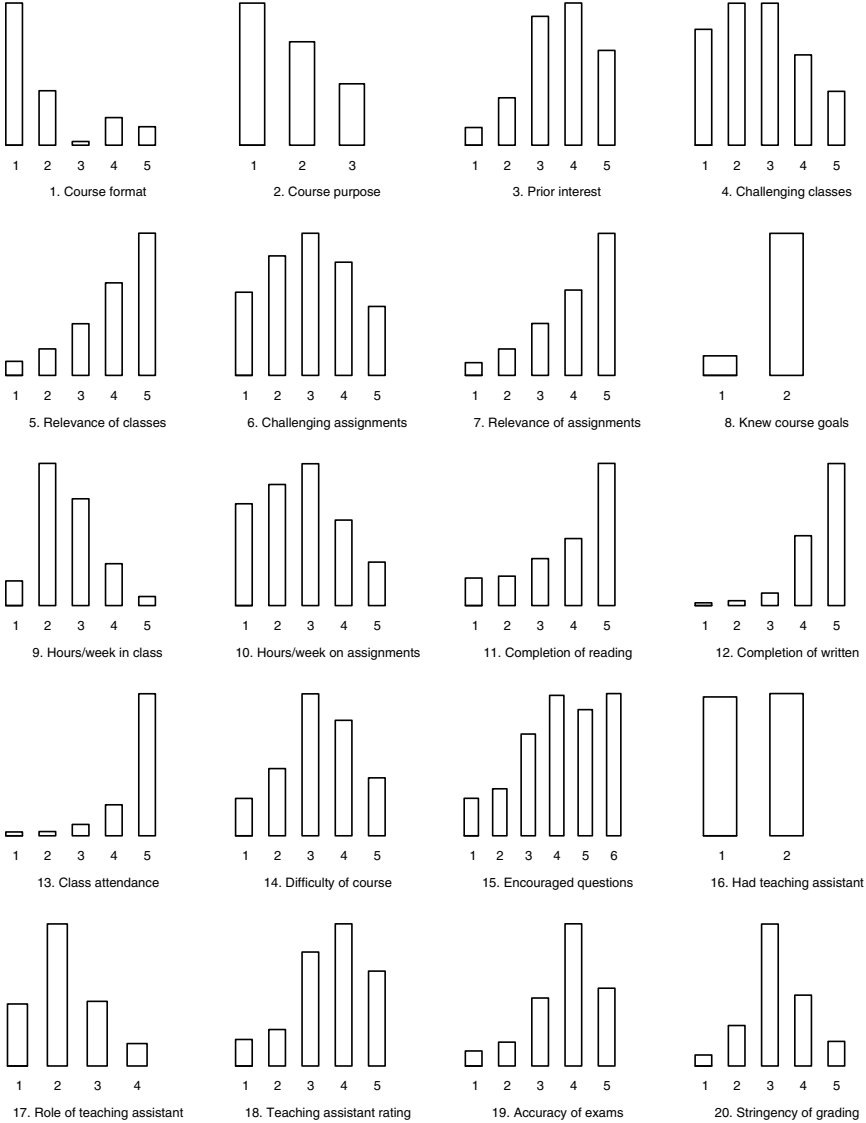 1 2 3 4 5
1. Course format
1 2 3
2. Course purpose
1 2 3 4 5
3. Prior interest
1 2 3 4 5
4. Challenging classes
1 2 3 4 5
5. Relevance of classes
1 2 3 4 5
6. Challenging assignments
1 2 3 4 5
7. Relevance of assignments
1 2
8. Knew course goals
1 2 3 4 5
9. Hours/week in class
1 2 3 4 5
10. Hours/week on assignments
1 2 3 4 5
11. Completion of reading
1 2 3 4 5
12. Completion of written
1 2 3 4 5
13. Class attendance
1 2 3 4 5
14. Difficulty of course
1 2 3 4 5 6
15. Encouraged questions
1 2
16. Had teaching assistant
1 2 3 4
17. Role of teaching assistant
1 2 3 4 5
18. Teaching assistant rating
1 2 3 4 5
19. Accuracy of exams
1 2 3 4 5
20. Stringency of grading